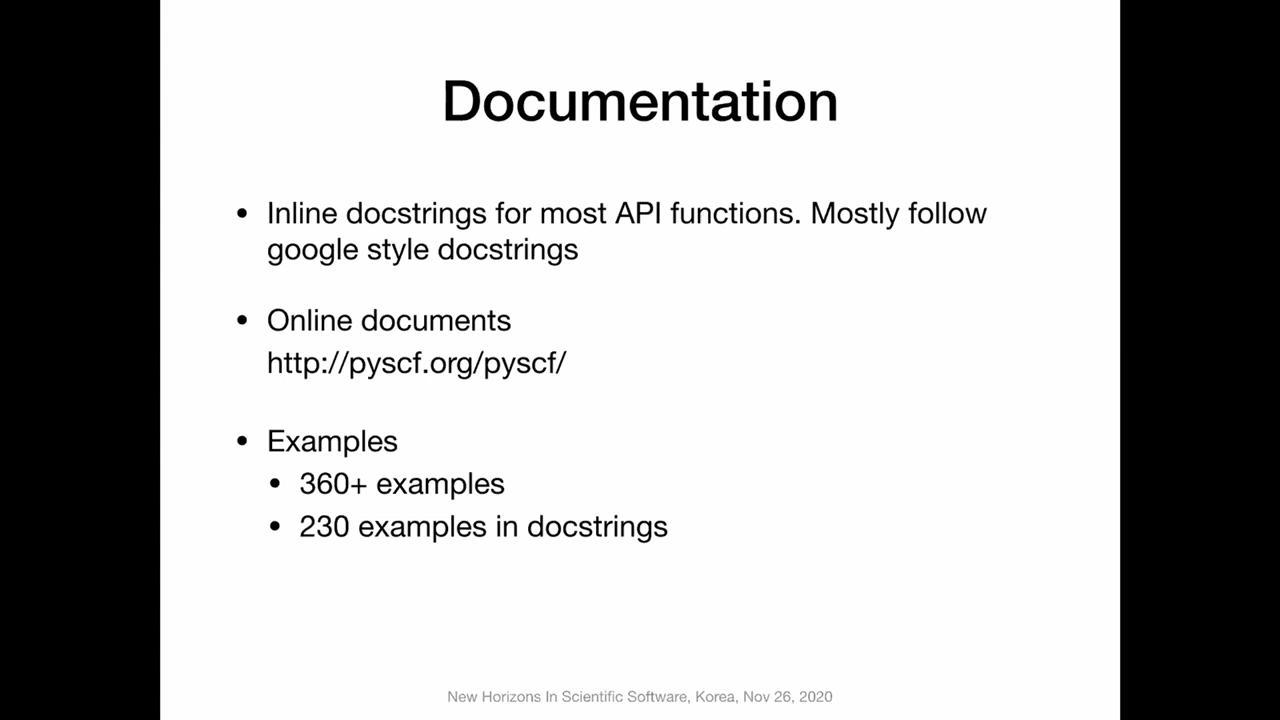 Documentation
• Inline docstrings for most API functions. Mostly follow
google style docstrings
• Online documents
http://pyscf.org/pyscf/
• Examples
• 360+ examples
• 230 examples in docstrings
New Horizons In Scientific Software, Korea, Nov 26, 2020